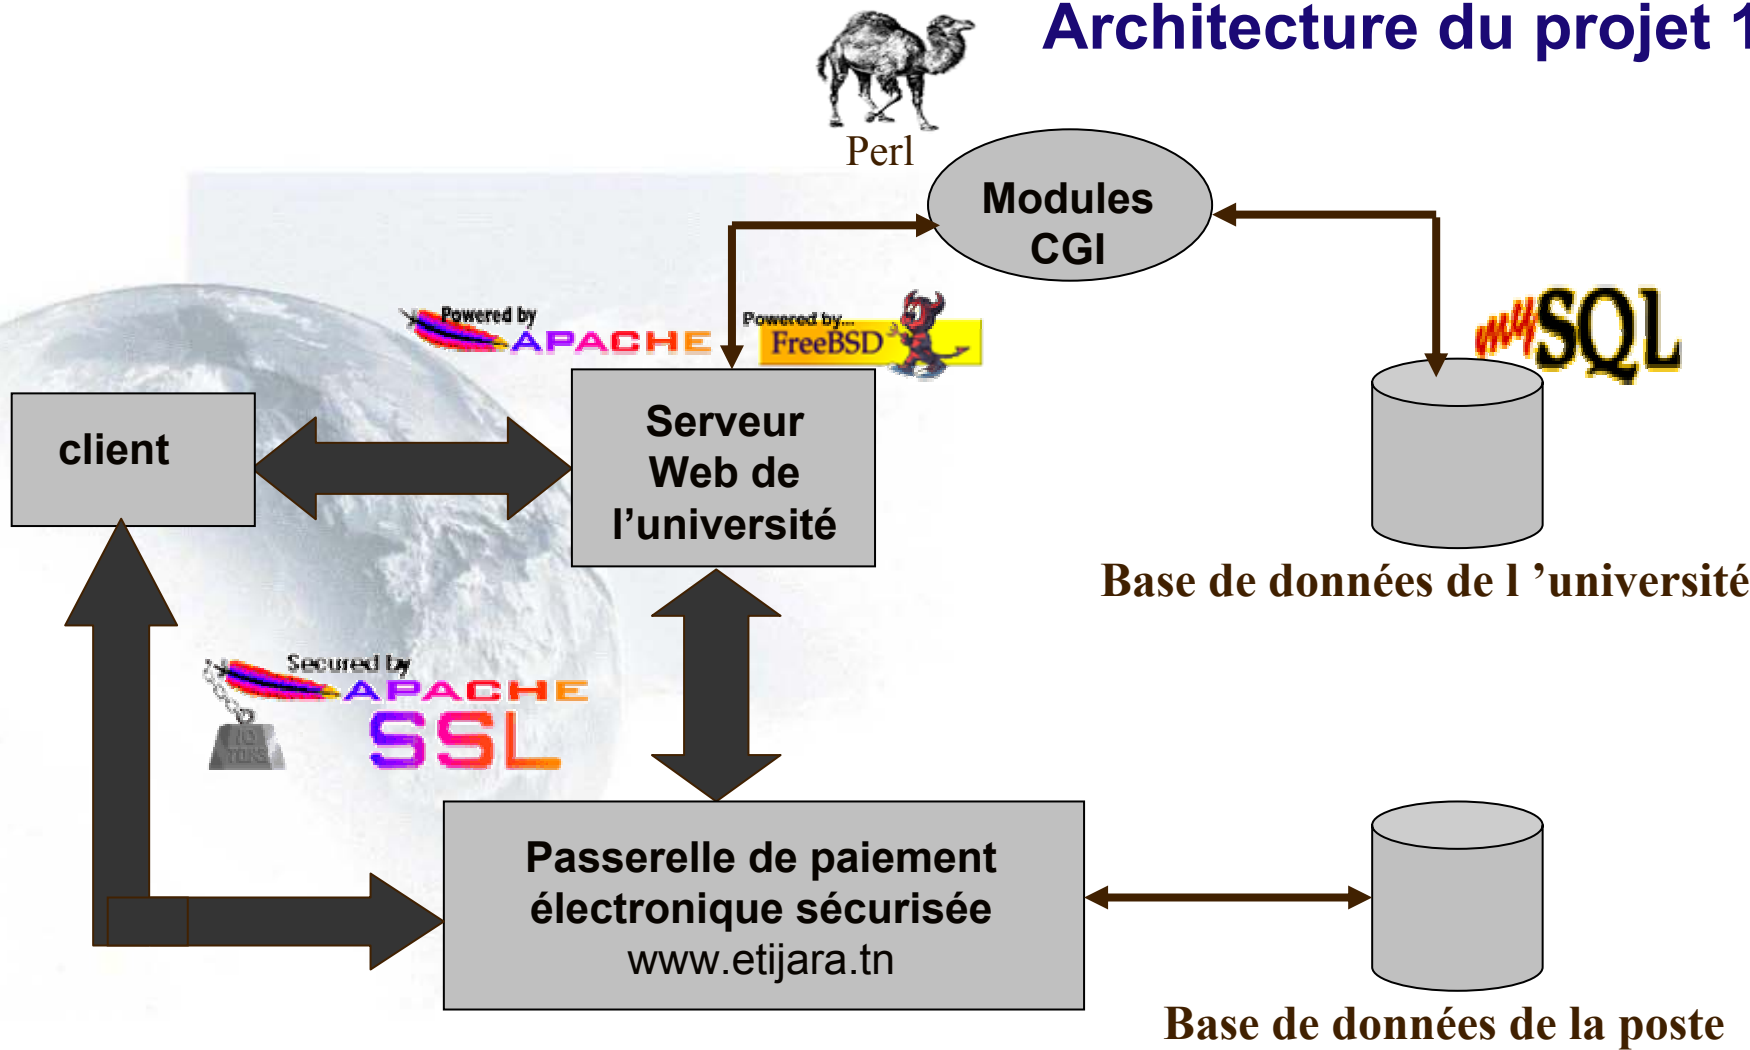 Architecture du projet 1
Perl
Modules
CGI
Powered by
APACHE
Powered by...
FreeBSD
mySQL
client
Serveur
Web de
l’université
Base de données de l ’université
Secured by
APACHE
SSL
10
TONS
Passerelle de paiement
électronique sécurisée
www.etijara.tn
Base de données de la poste